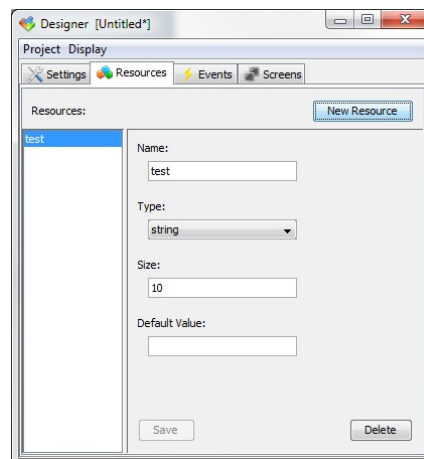 Designer [Untitled*]
Project Display
Settings Resources Events Screens
Resources: New Resource
test
Name:
test
Type:
string
Size:
10
Default Value:
Save Delete